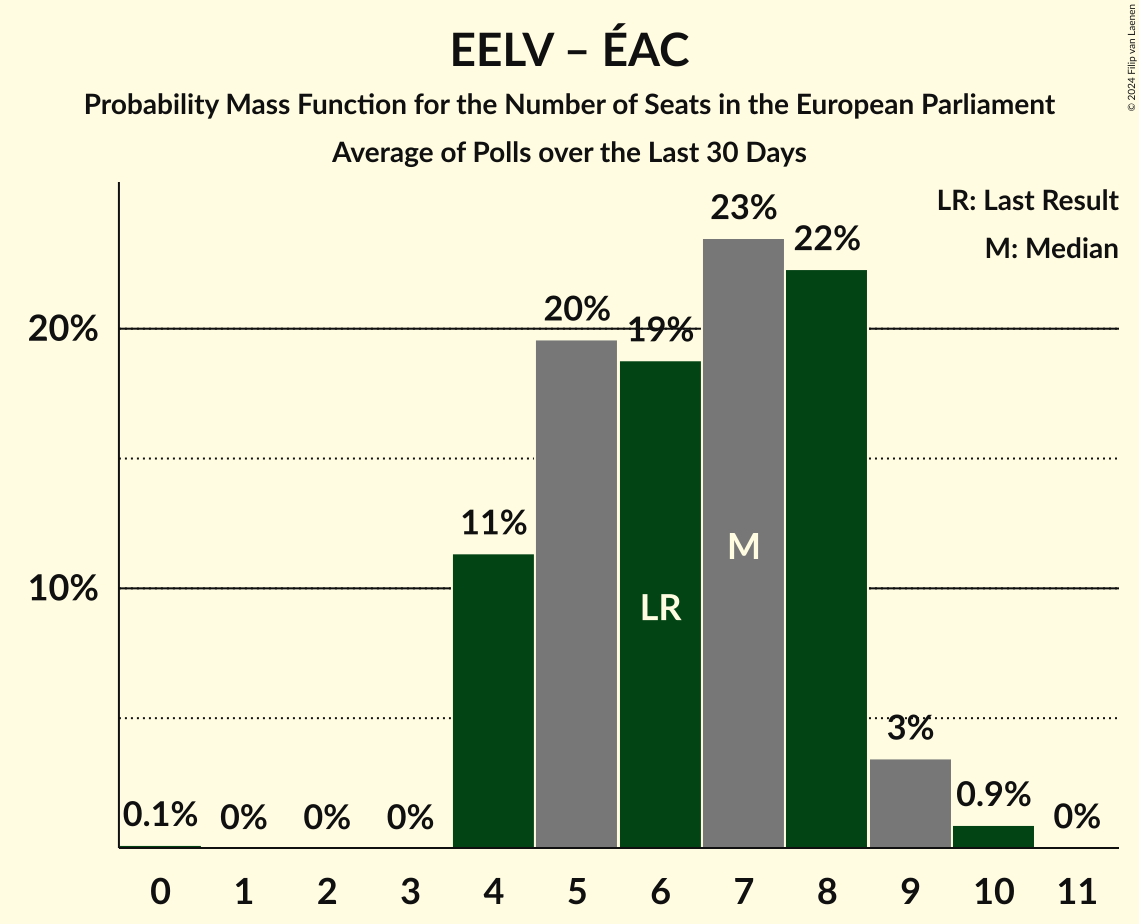 EELV – ÉAC
Probability Mass Function for the Number of Seats in the European Parliament
Average of Polls over the Last 30 Days
© 2024 Filip van Laenen
LR: Last Result
M: Median
23%
22%
20%
19%
20%
11%
M
10%
LR
3%
0.1%
0%
0%
0%
0.9%
0%
0 1 2 3 4 5 6 7 8 9 10 11